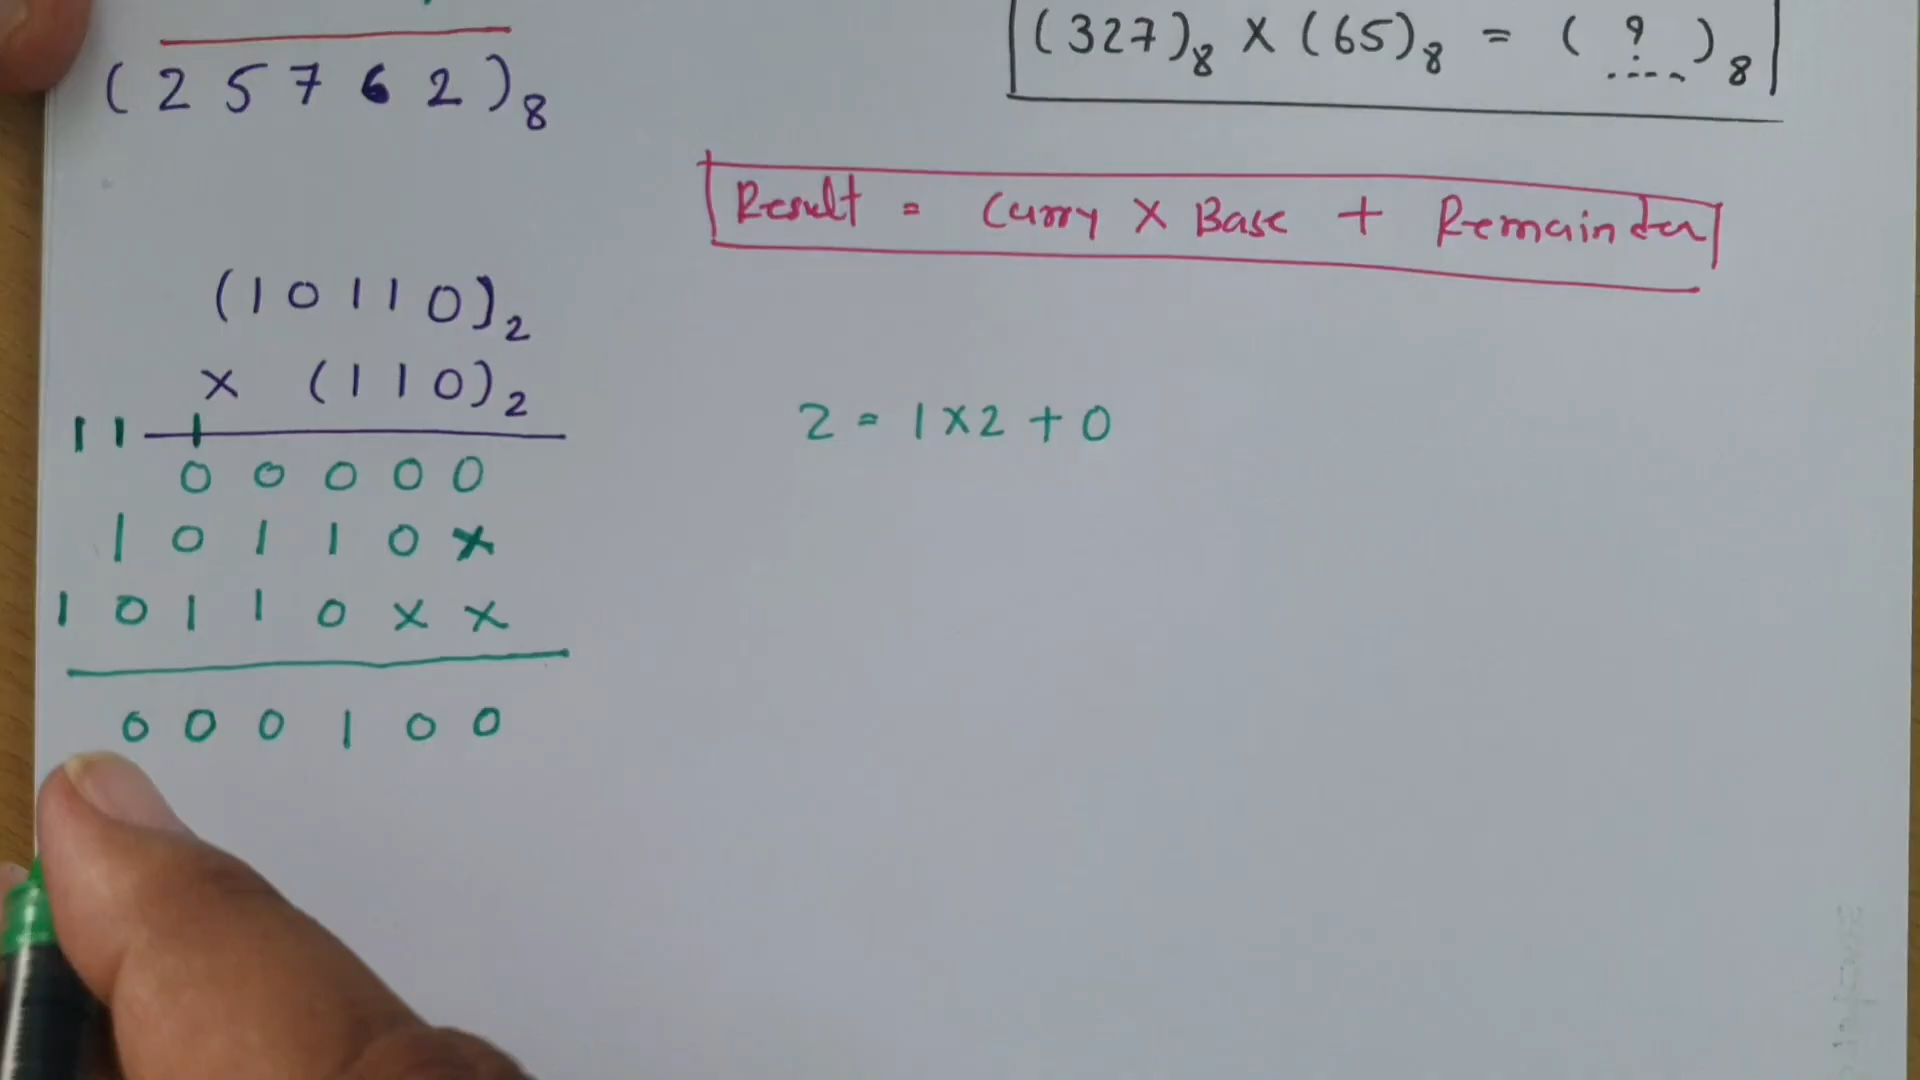 (327)₈ X (65)₈ = ( ? )₈
(25762)₈
Result = Carry X Base + Remainder
(10110)₂
x (110)₂
2 = 1x2 + 0
11 1
0 0 0 0 0
1 0 1 1 0 x
1 0 1 1 0 x x
0 0 0 1 0 0